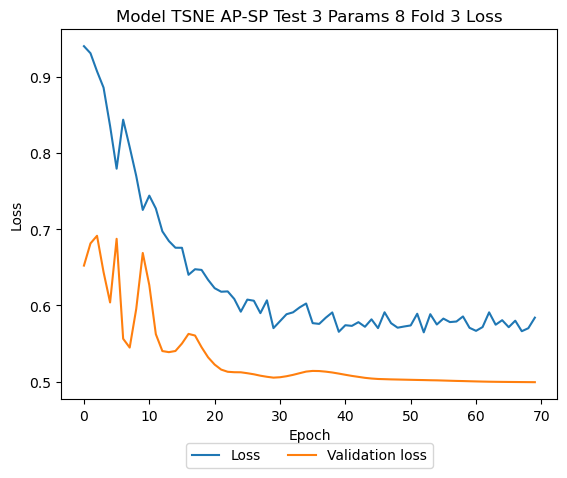 Model TSNE AP-SP Test 3 Params 8 Fold 3 Loss
0.9
0.8
0.7
0.6
0.5
Loss
0 10 20 30 40 50 60 70
Epoch
Loss Validation loss